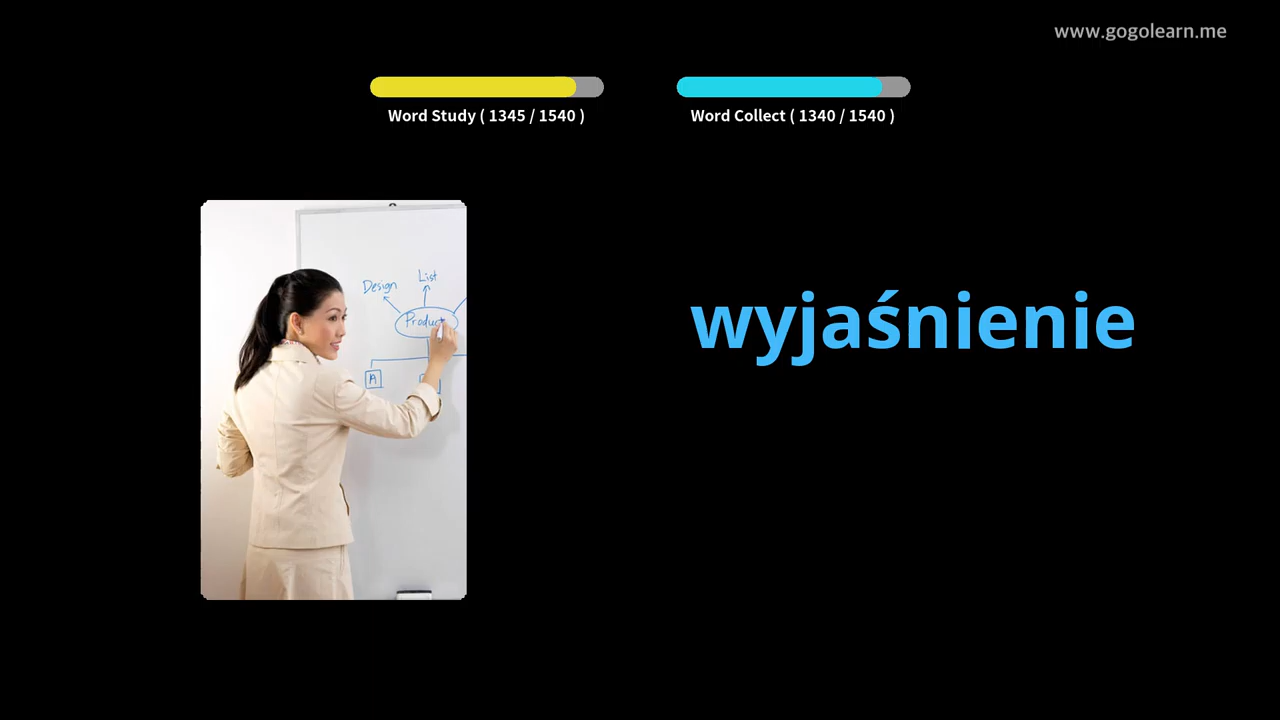 www.gogolearn.me
Word Study ( 1345 / 1540 )
Word Collect ( 1340 / 1540 )
List
Design
Product
wyjaśnienie
A